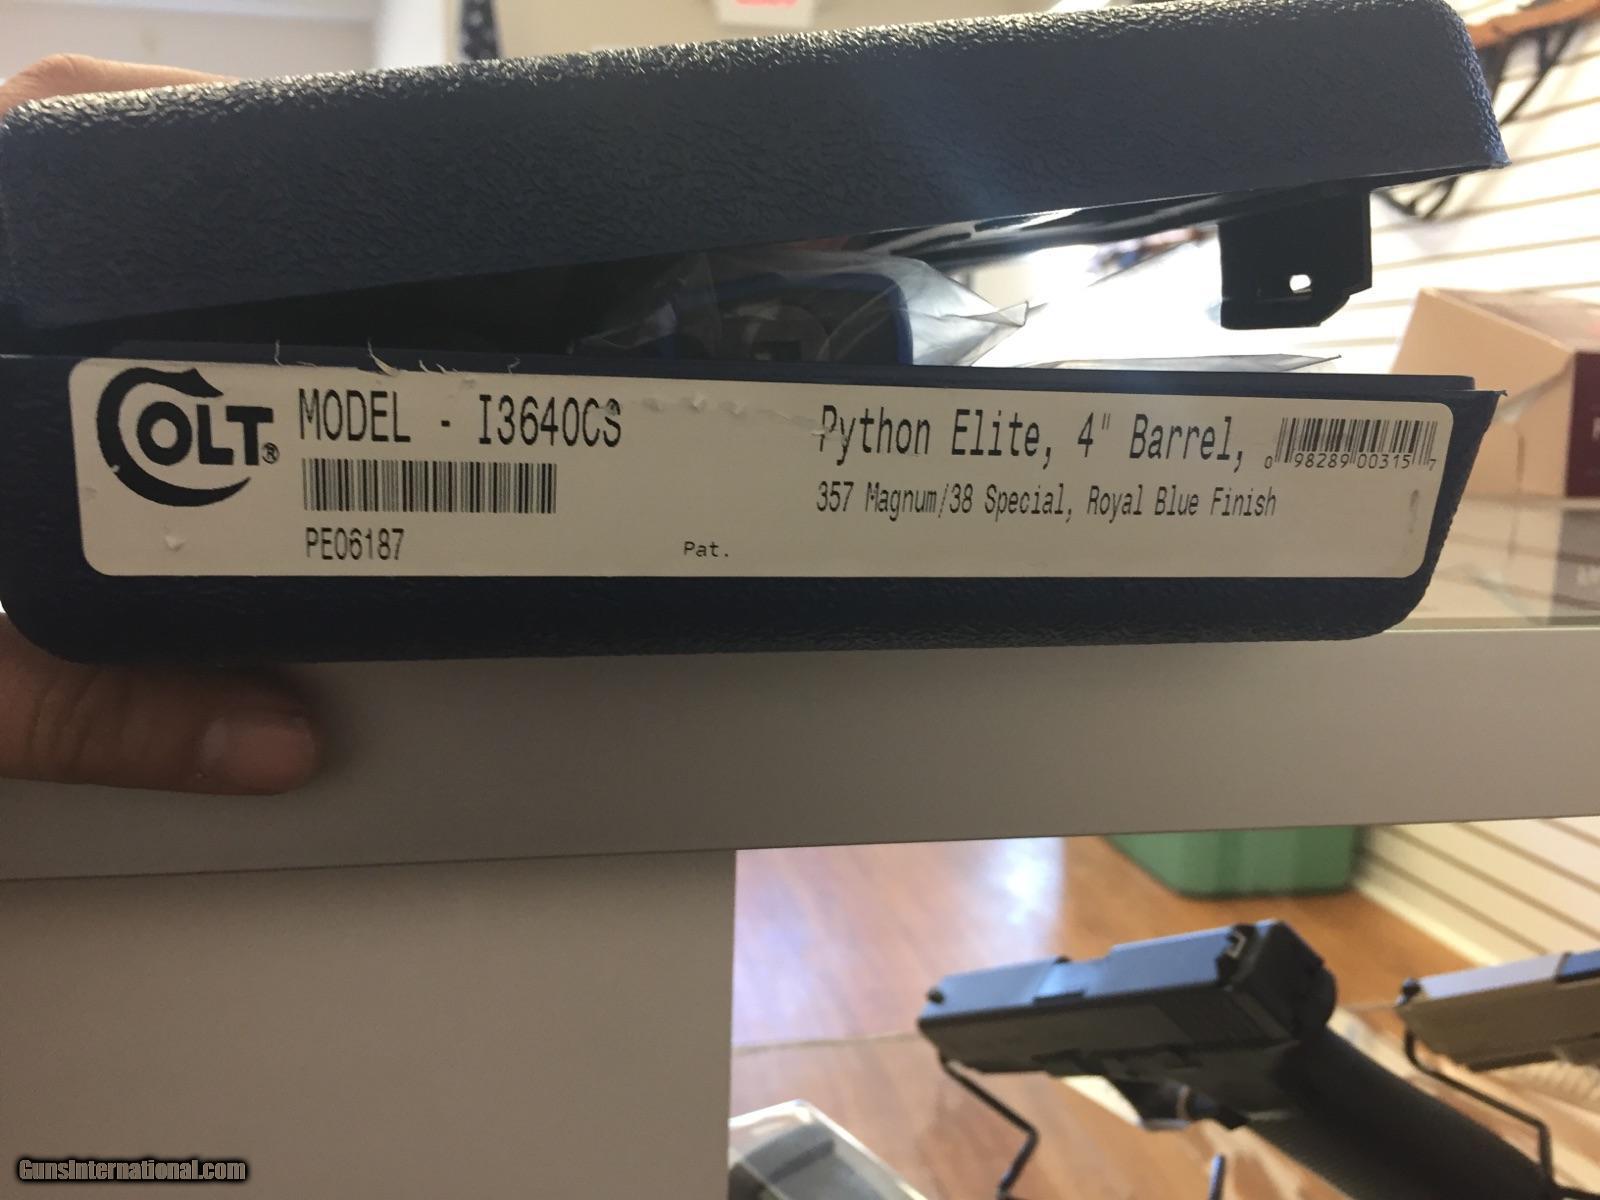 COLT®
MODEL - I3640CS
PE06187
Pat.
Python Elite, 4" Barrel,
357 Magnum/38 Special, Royal Blue Finish
0 98289 00315 7
GunsInternational.com